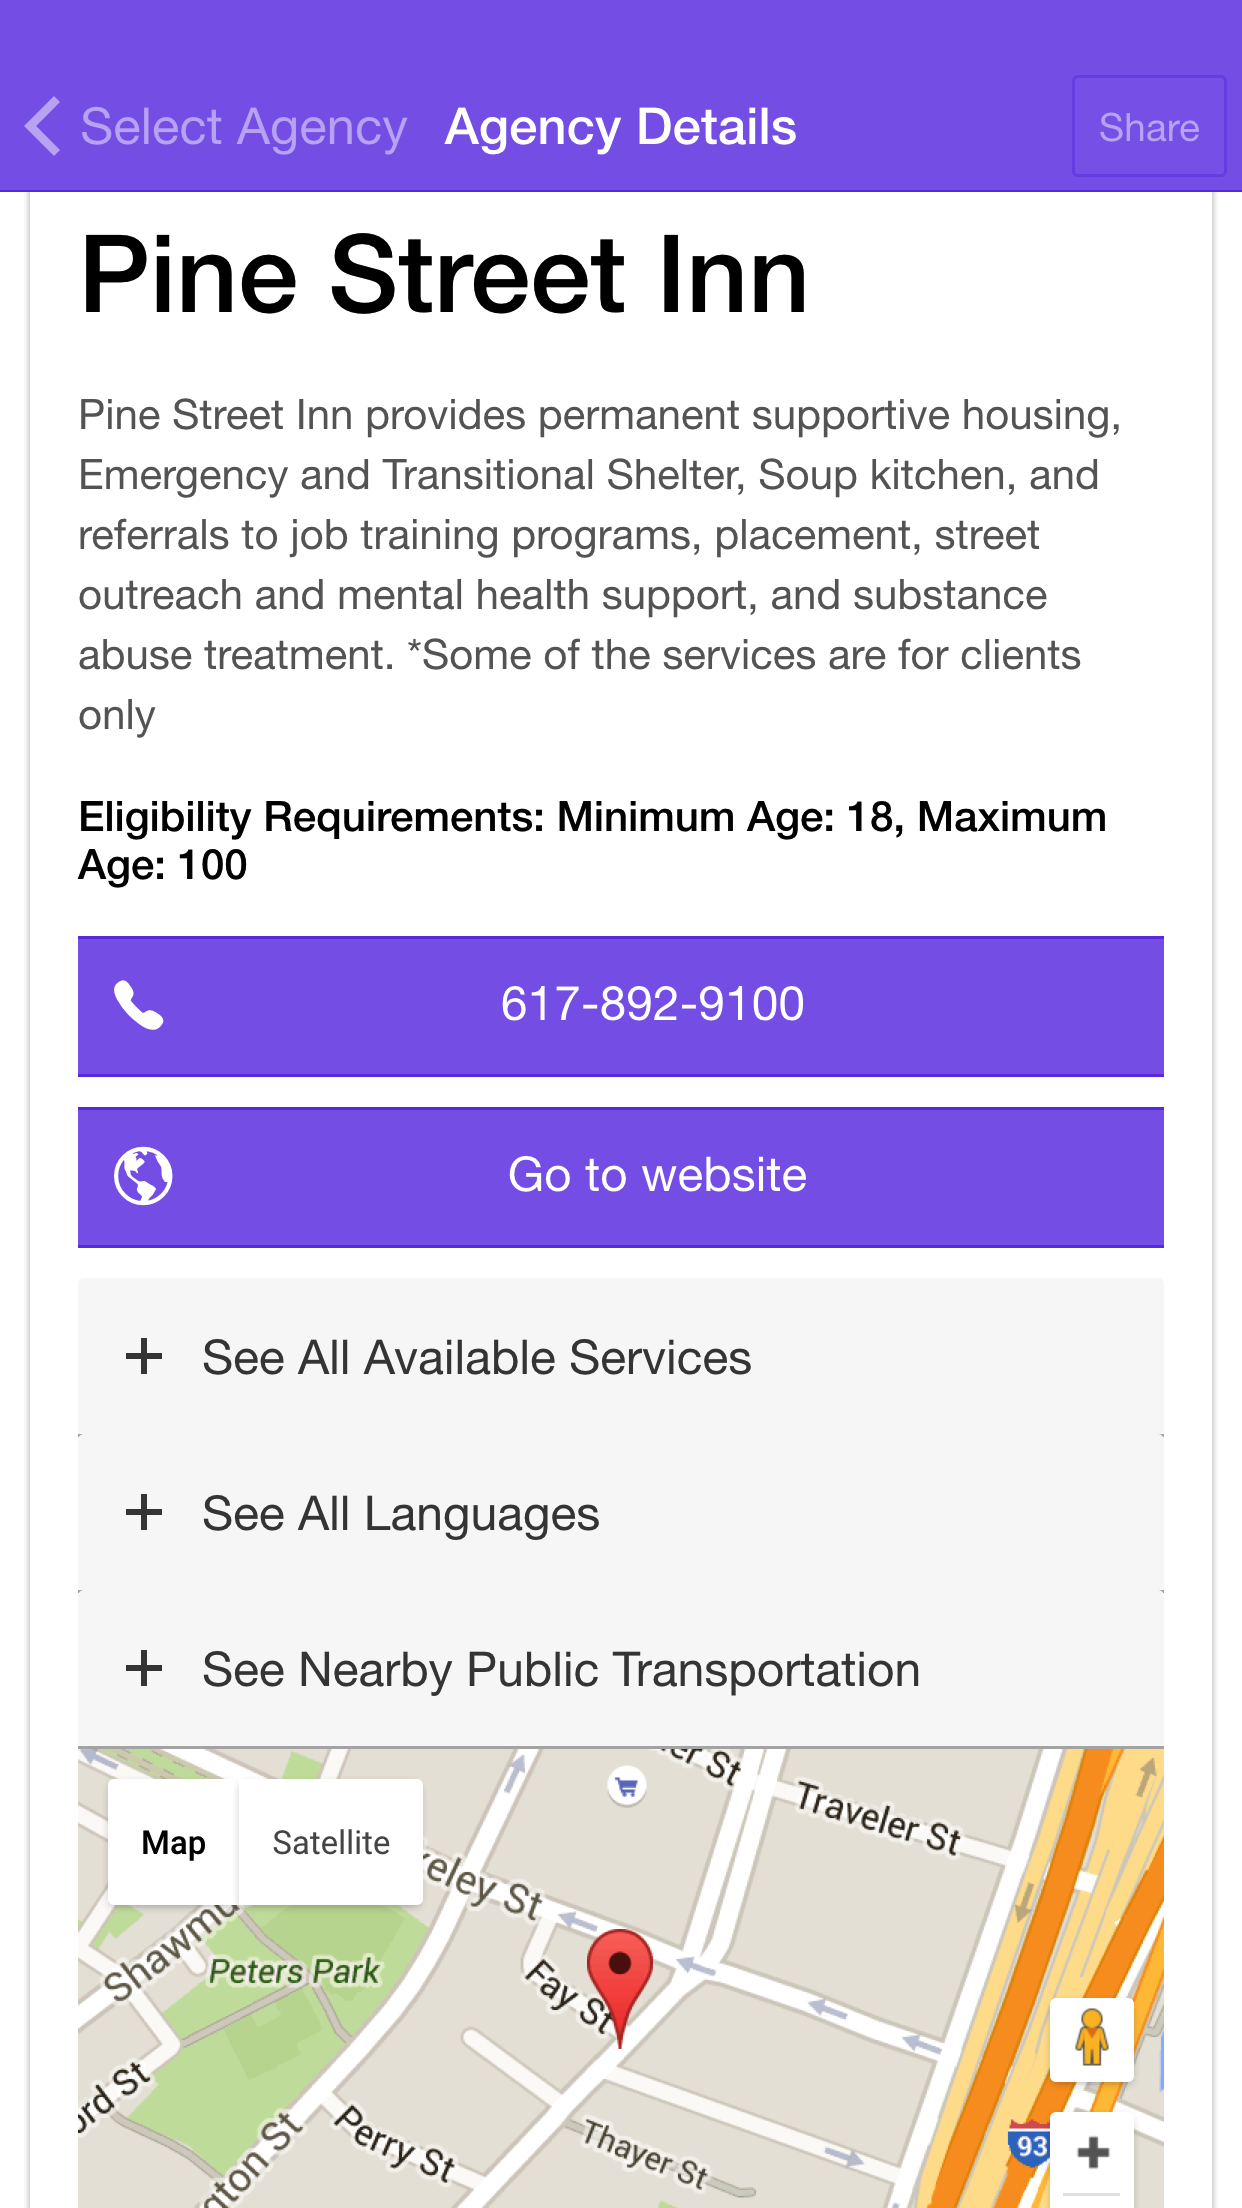 Select Agency Agency Details Share
Pine Street Inn
Pine Street Inn provides permanent supportive housing,
Emergency and Transitional Shelter, Soup kitchen, and
referrals to job training programs, placement, street
outreach and mental health support, and substance
abuse treatment. *Some of the services are for clients
only
Eligibility Requirements: Minimum Age: 18, Maximum
Age: 100
617-892-9100
Go to website
+ See All Available Services
+ See All Languages
+ See Nearby Public Transportation
Map Satellite
er St
Traveler St
keley St
Shawmu
Peters Park
Fay St
ord St
gton St
Perry St
Thayer St
93
+